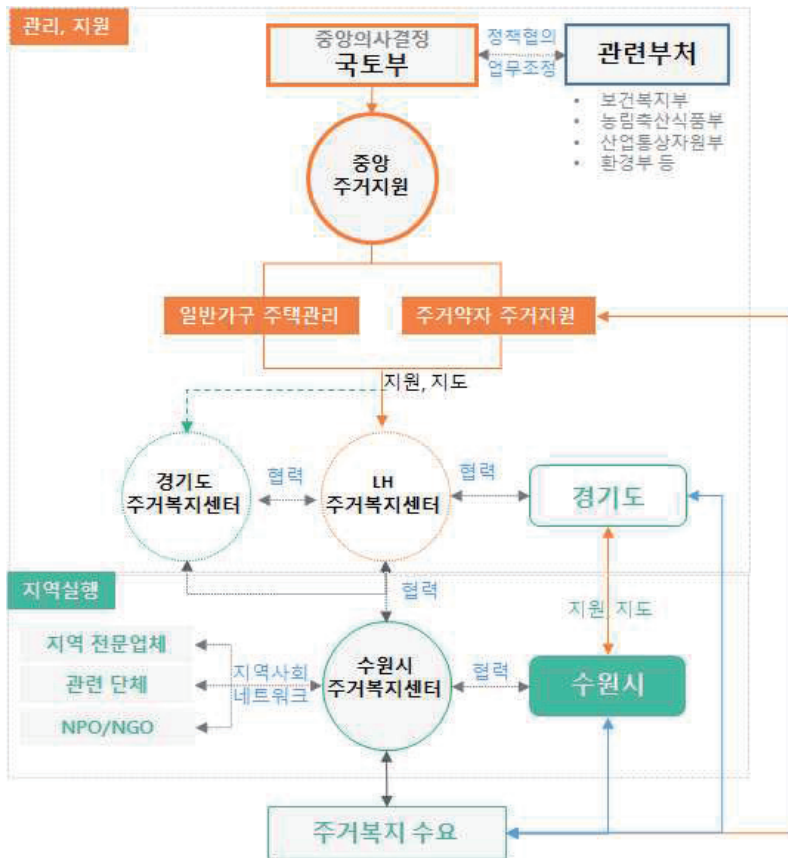 관리, 지원
중앙의사결정
국토부
정책협의
업무조정
관련부처
• 보건복지부
• 농림축산식품부
• 산업통상자원부
• 환경부 등
중앙
주거지원
일반가구 주택관리
주거약자 주거지원
지원, 지도
경기도
주거복지센터
협력
LH
주거복지센터
협력
경기도
지역실행
협력
지원, 지도
지역 전문업체
관련 단체
NPO/NGO
지역사회
네트워크
수원시
주거복지센터
협력
수원시
주거복지 수요